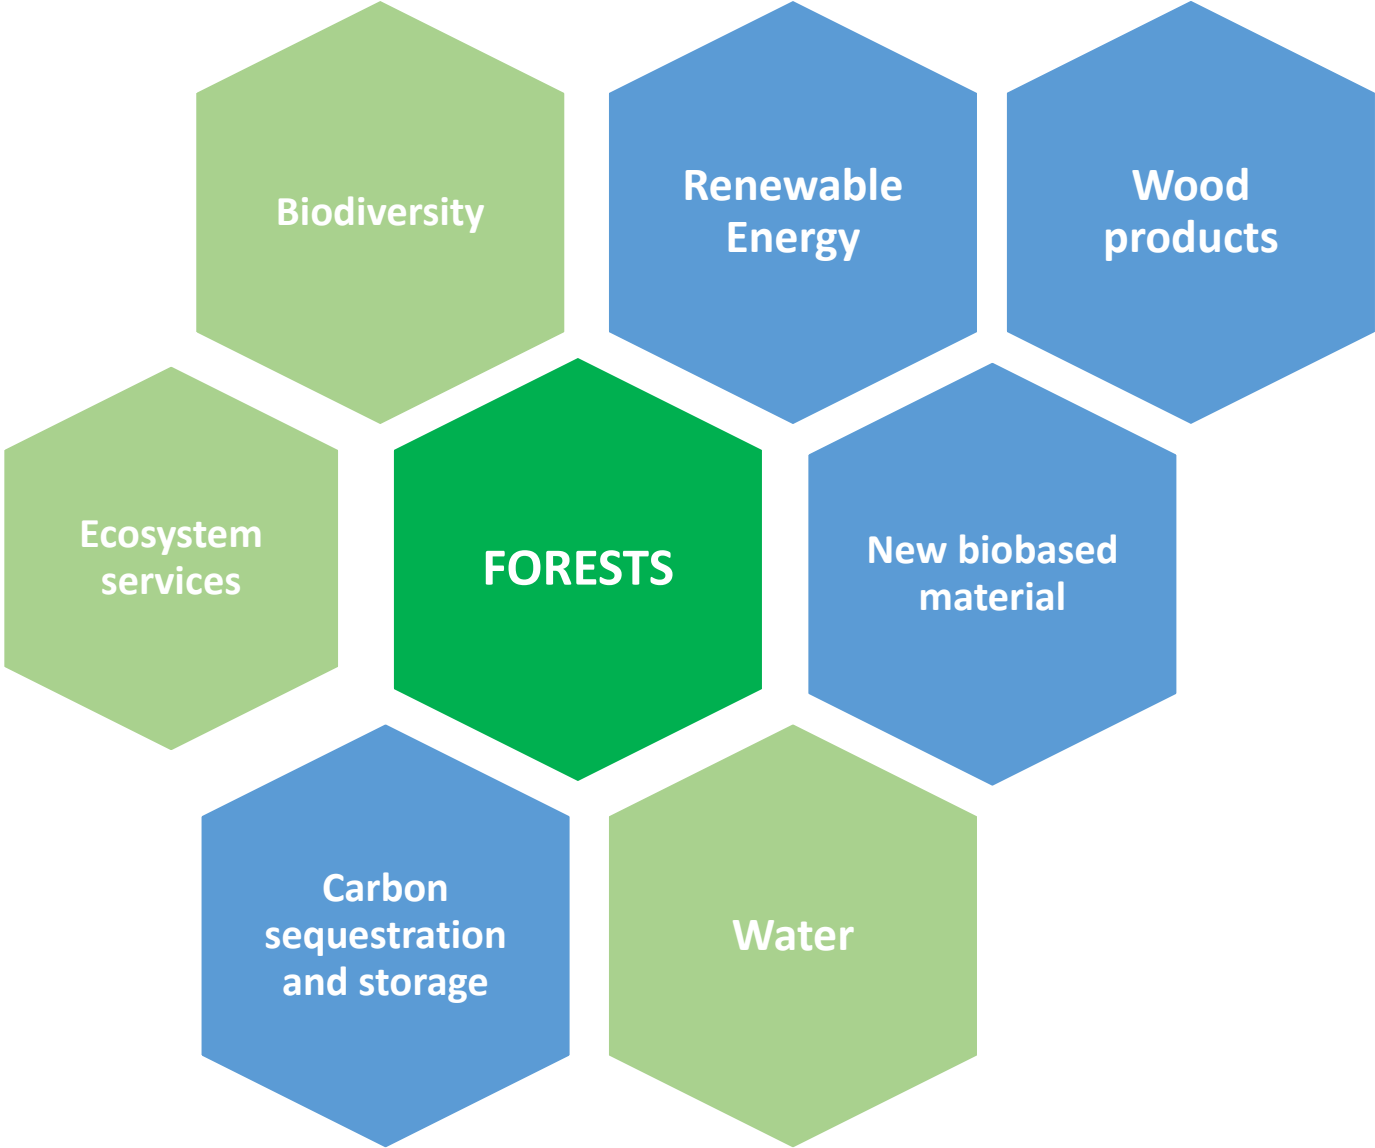 Biodiversity
Renewable
Energy
Wood
products
Ecosystem
services
FORESTS
New biobased
material
Carbon
sequestration
and storage
Water